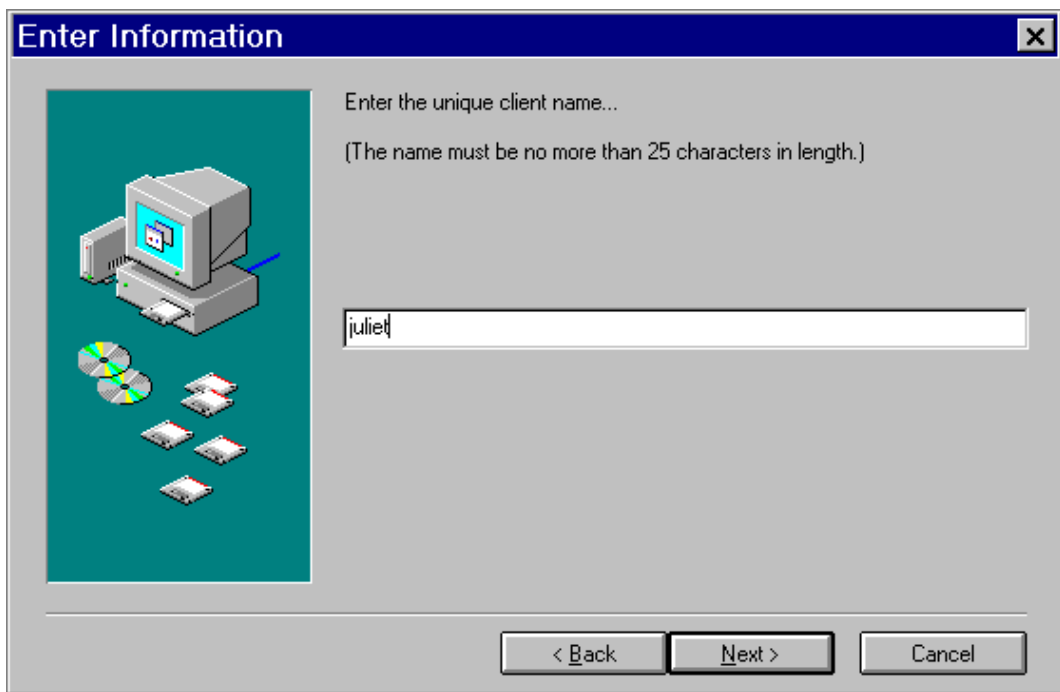 Enter Information
Enter the unique client name...
(The name must be no more than 25 characters in length.)
juliet
< Back
Next >
Cancel